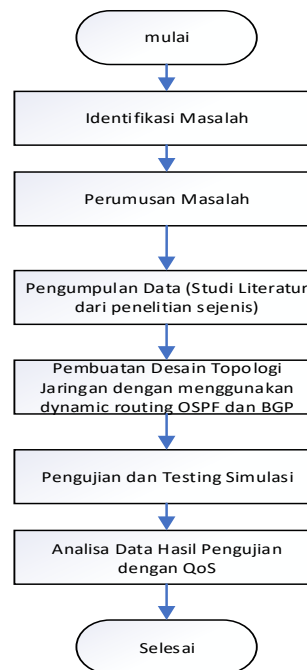 mulai
Identifikasi Masalah
Perumusan Masalah
Pengumpulan Data (Studi Literatur
dari penelitian sejenis)
Pembuatan Desain Topologi
Jaringan dengan menggunakan
dynamic routing OSPF dan BGP
Pengujian dan Testing Simulasi
Analisa Data Hasil Pengujian
dengan QoS
Selesai